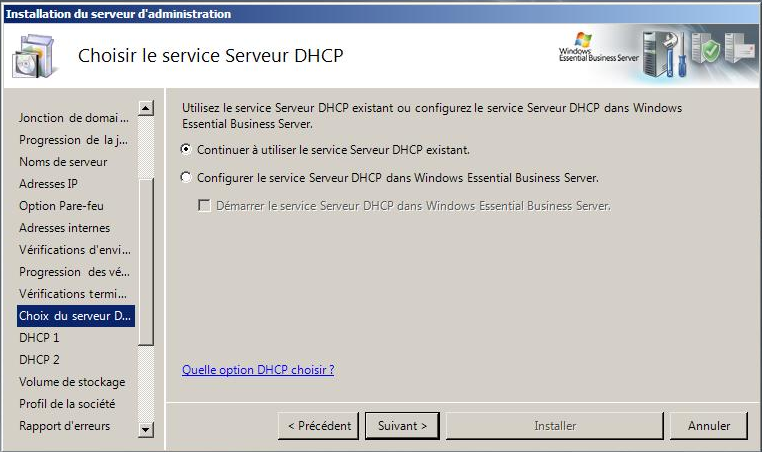 Installation du serveur d'administration
Choisir le service Serveur DHCP
Windows
Essential Business Server
Jonction de domai ...
Progression de la j...
Noms de serveur
Adresses IP
Option Pare-feu
Adresses internes
Vérifications d'envi...
Progression des vé...
Vérifications termi...
Choix du serveur D...
DHCP 1
DHCP 2
Volume de stockage
Profil de la société
Rapport d'erreurs
Utilisez le service Serveur DHCP existant ou configurez le service Serveur DHCP dans Windows
Essential Business Server.
Continuer à utiliser le service Serveur DHCP existant.
Configurer le service Serveur DHCP dans Windows Essential Business Server.
Démarrer le service Serveur DHCP dans Windows Essential Business Server.
Quelle option DHCP choisir ?
< Précédent
Suivant >
Installer
Annuler